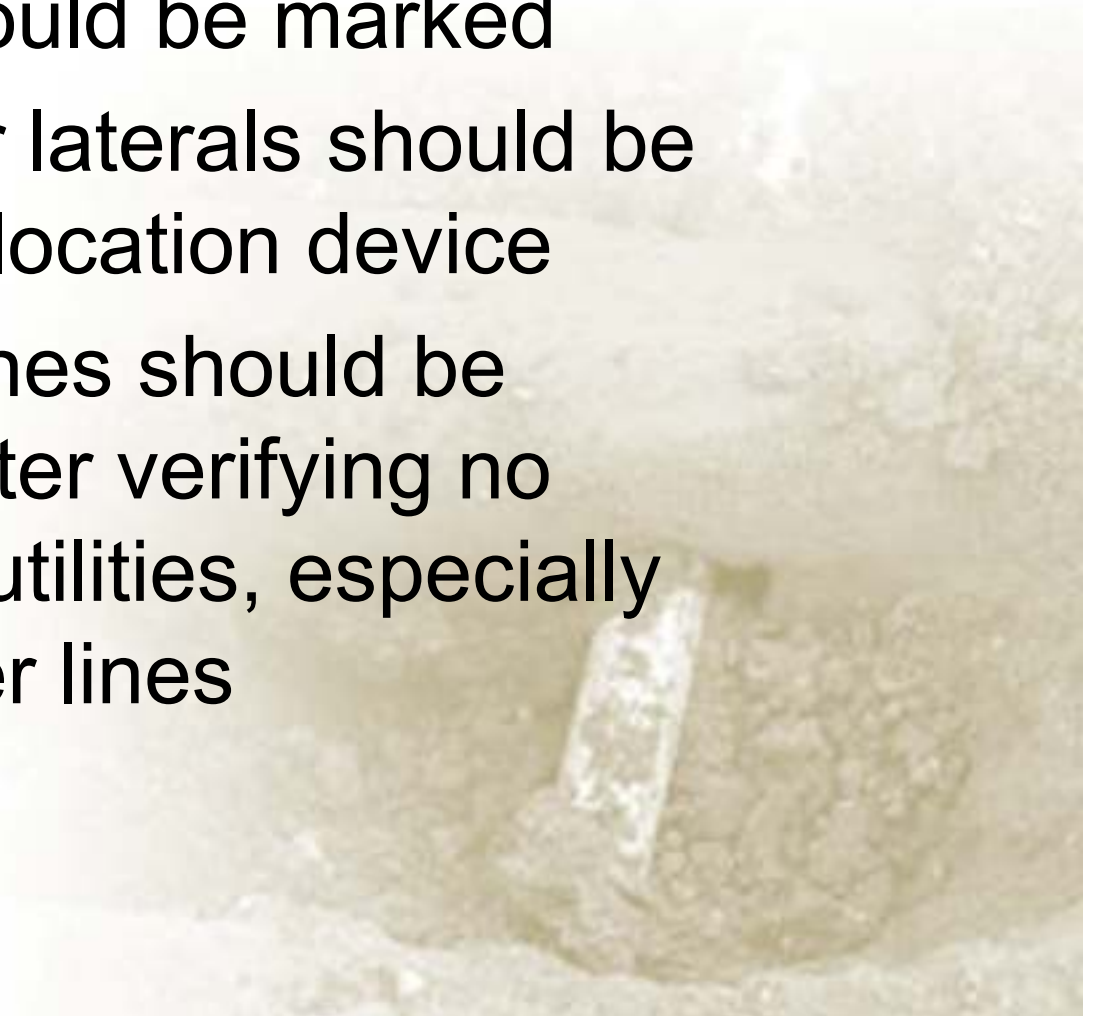 ould be marked
r laterals should be
location device
nes should be
ter verifying no
utilities, especially
er lines